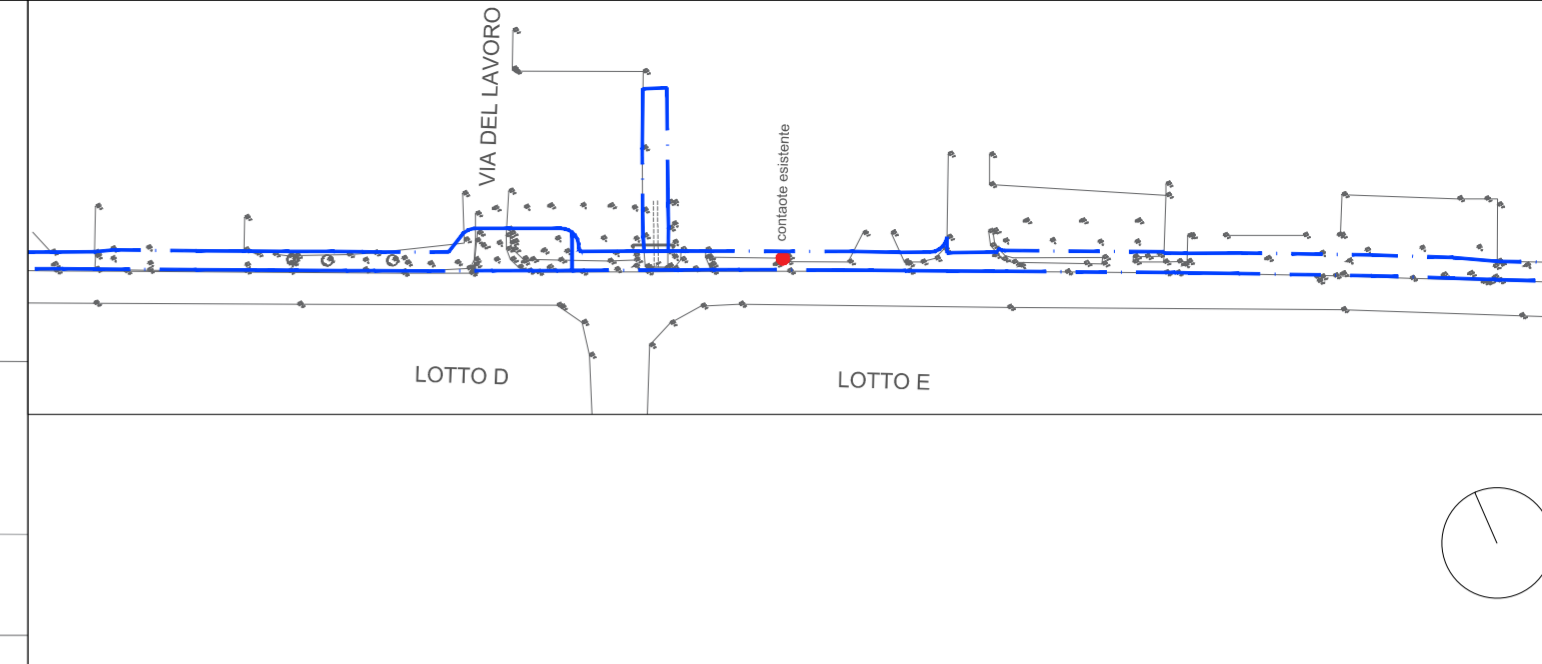 VIA DEL LAVORO
contaote esistente
LOTTO D
LOTTO E